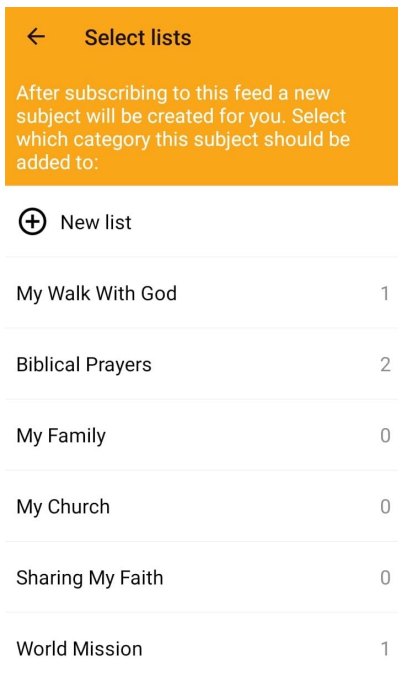 Select lists
After subscribing to this feed a new
subject will be created for you. Select
which category this subject should be
added to:
New list
My Walk With God 1
Biblical Prayers 2
My Family 0
My Church 0
Sharing My Faith 0
World Mission 1